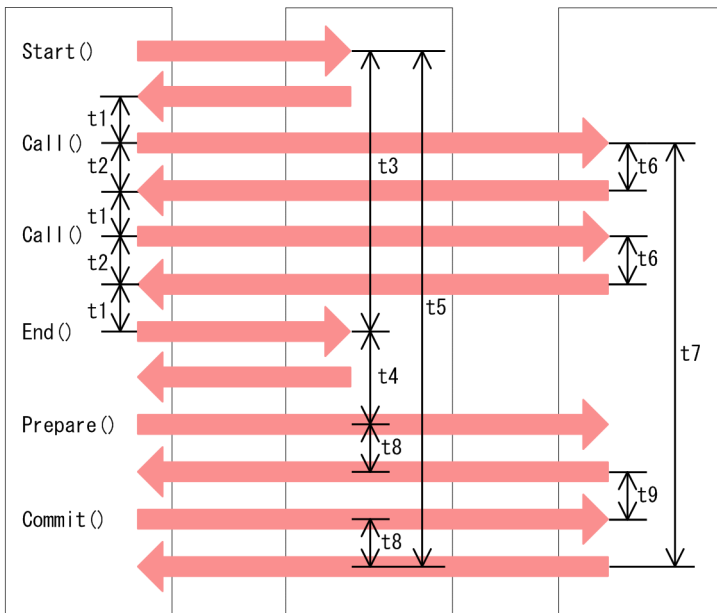 Start()
t1
Call()
t3
t6
t2
t1
Call()
t6
t2
t1
t5
End()
t7
t4
Prepare()
t8
t9
Commit()
t8